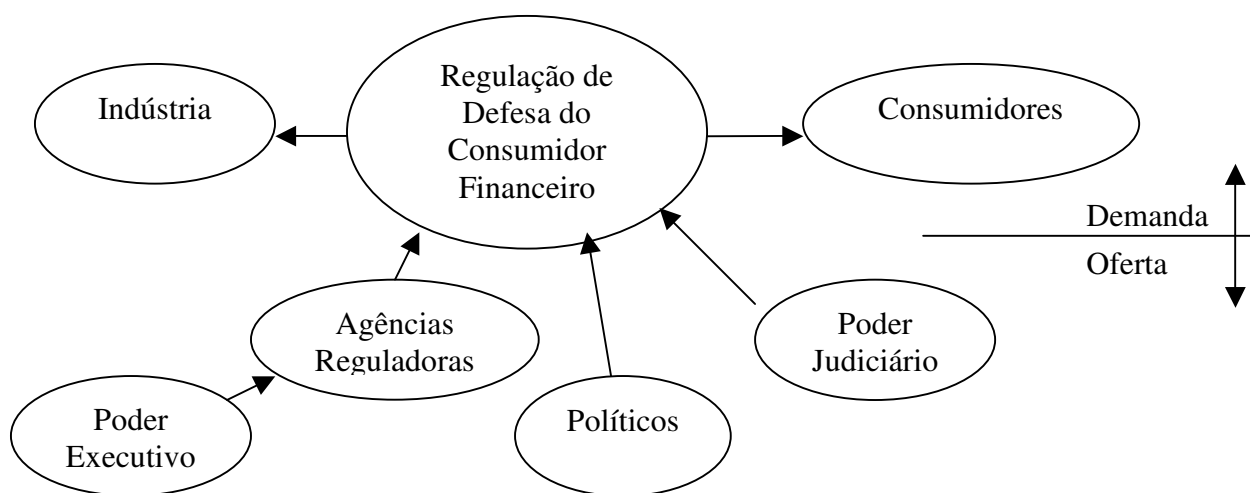 Regulação de
Defesa do
Consumidor
Financeiro
Indústria
Consumidores
Demanda
Oferta
Agências
Reguladoras
Poder
Judiciário
Poder
Executivo
Políticos